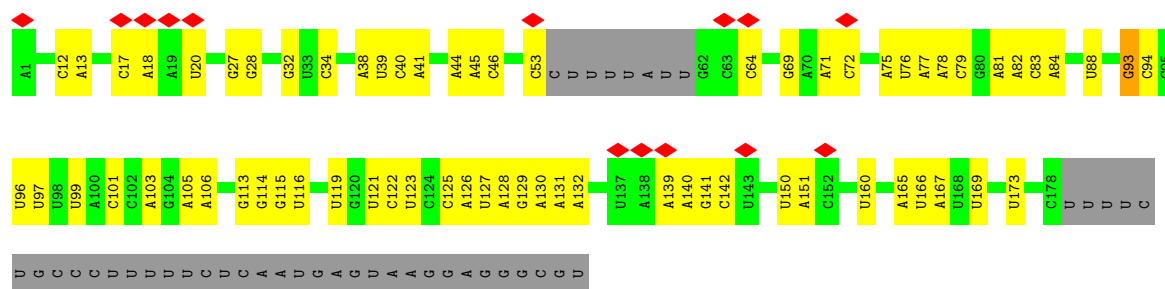 A1 C12 A13 C17 A18 A19 U20 G27 G28 G32 U33 C34 A38 U39 C40 A41 A44 A45 C46 C53 C U U U U A U U G62 C63 C64 G69 A70 A71 C72 A75 U76 A77 A78 C79 G80 A81 A82 C83 A84 U88 G93 C94
U96 U97 U98 U99 A100 C101 C102 A103 G104 A105 A106 G113 G114 G115 U116 U119 G120 U121 C122 U123 C124 C125 A126 U127 A128 G129 A130 A131 A132 U137 A138 A139 A140 G141 C142 U143 U150 A151 C152 U160 A165 U166 A167 U168 U169 U173 C178 U U U U C
U G C C C U U U U U C U C A A U G A G U A A G G A G G G C G U